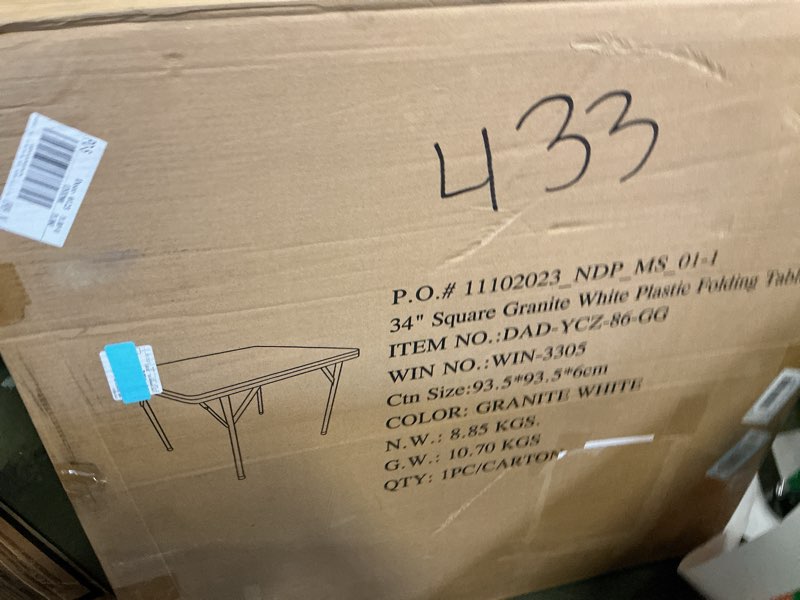 433
P.O.# 11102023_NDP_MS_01-1
34" Square Granite White Plastic Folding Tabl
ITEM NO.:DAD-YCZ-86-GG
WIN NO.:WIN-3305
Ctn Size:93.5*93.5*6cm
COLOR: GRANITE WHITE
N.W.: 8.85 KGS.
G.W.: 10.70 KGS
QTY: 1PC/CARTON